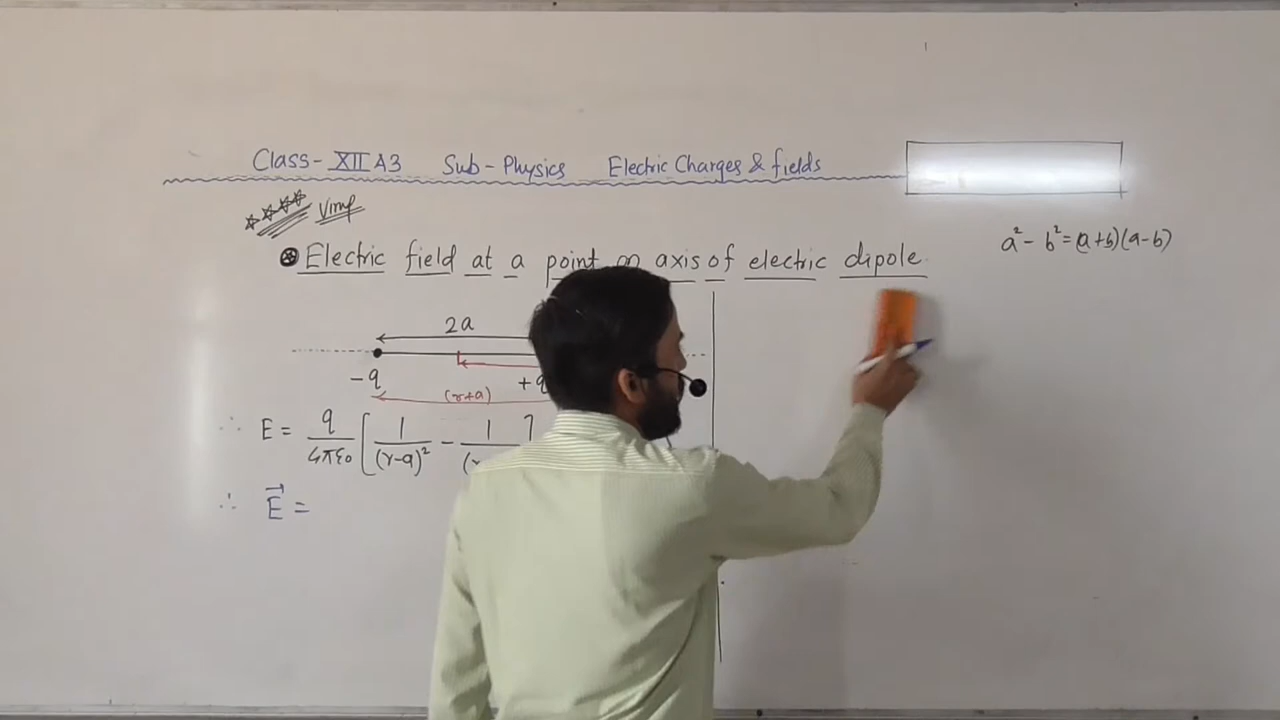 Class-XII A3 Sub-Physics Electric Charges & fields
Vimp
Electric field at a point on axis of electric dipole.
a² - b² = (a+b)(a-b)
2a
-q +q
(r+a)
∴ E = q/4πε₀ [1/(r-a)² - 1/(r
∴ E⃗ =